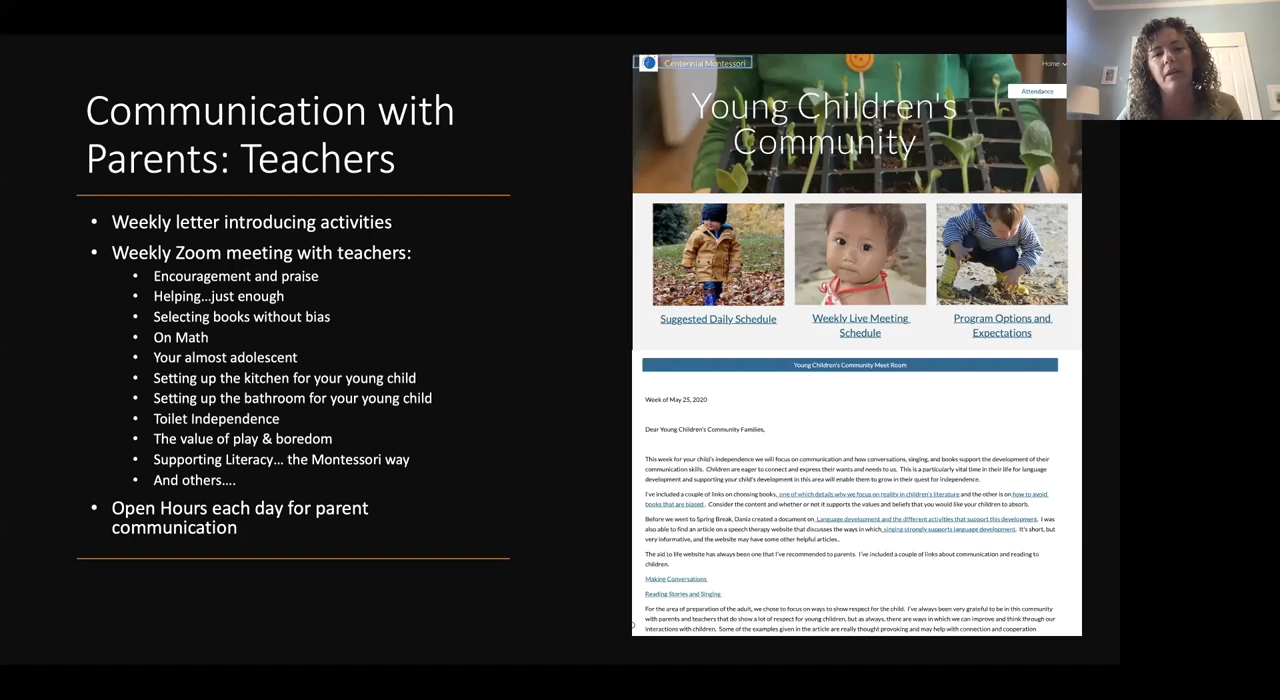 Communication with
Parents: Teachers
• Weekly letter introducing activities
• Weekly Zoom meeting with teachers:
• Encouragement and praise
• Helping...just enough
• Selecting books without bias
• On Math
• Your almost adolescent
• Setting up the kitchen for your young child
• Setting up the bathroom for your young child
• Toilet Independence
• The value of play & boredom
• Supporting Literacy... the Montessori way
• And others....
• Open Hours each day for parent
communication
Centennial Montessori
Home
Attendance
Young Children's
Community
Suggested Daily Schedule
Weekly Live Meeting
Schedule
Program Options and
Expectations
Young Children's Community Meet Room
Week of May 25, 2020
Dear Young Children's Community Families,
This week for your child's independence we will focus on communication and how conversations, singing, and books support the development of their
communication skills. Children are eager to connect and express their wants and needs to us. This is a particularly vital time in their life for language
development and supporting your child's development in this area will enable them to grow in their quest for independence.
I've included a couple of links on choosing books, one of which details why we focus on reality in children's literature and the other is on how to avoid
books that are biased. Consider the content and whether or not it supports the values and beliefs that you would like your children to absorb.
Before we went to Spring Break, Dania created a document on Language development and the different activities that support this development. I was
also able to find an article on a speech therapy website that discusses the ways in which singing strongly supports language development. It's short, but
very informative, and the website may have some other helpful articles..
The aid to life website has always been one that I've recommended to parents. I've included a couple of links about communication and reading to
children.
Making Conversations
Reading Stories and Singing
For the area of preparation of the adult, we chose to focus on ways to show respect for the child. I've always been very grateful to be in this community
with parents and teachers that do show a lot of respect for young children, but as always, there are ways in which we can improve and think through our
interactions with children. Some of the examples given in the article are really thought provoking and may help with connection and cooperation